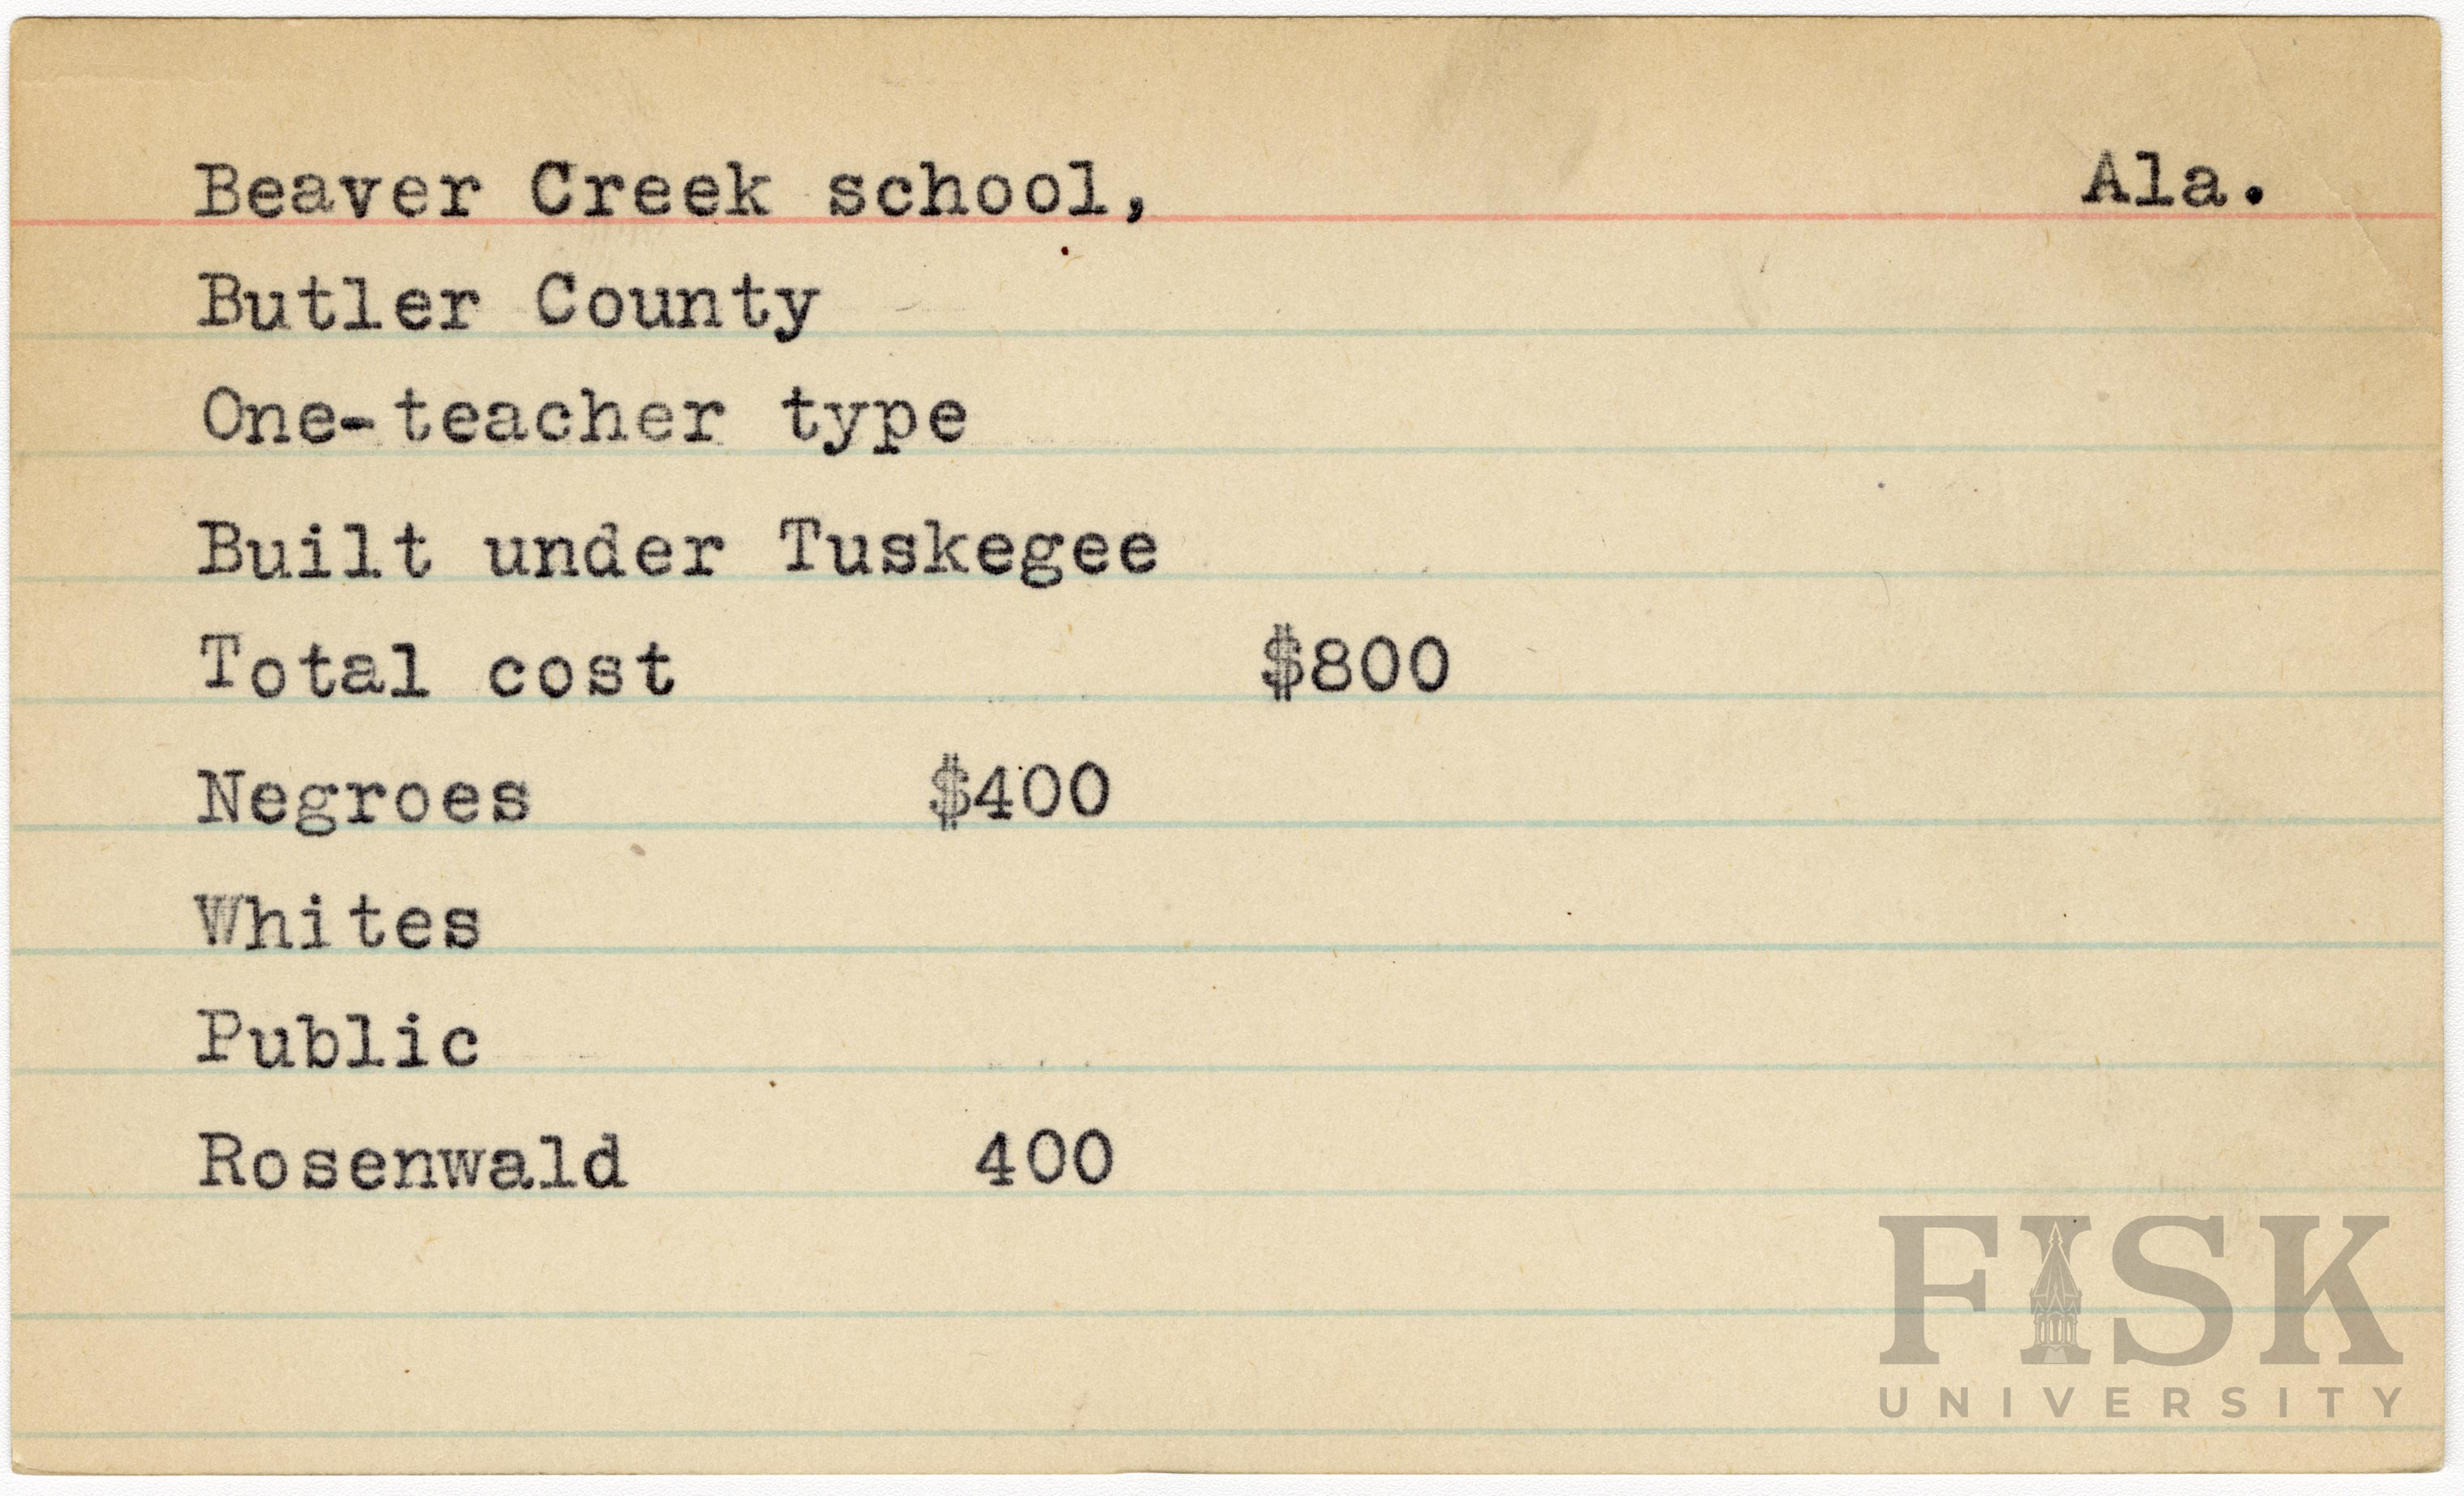 Beaver Creek school, Ala.
Butler County
One-teacher type
Built under Tuskegee
Total cost $800
Negroes $400
Whites
Public
Rosenwald 400
FISK
UNIVERSITY